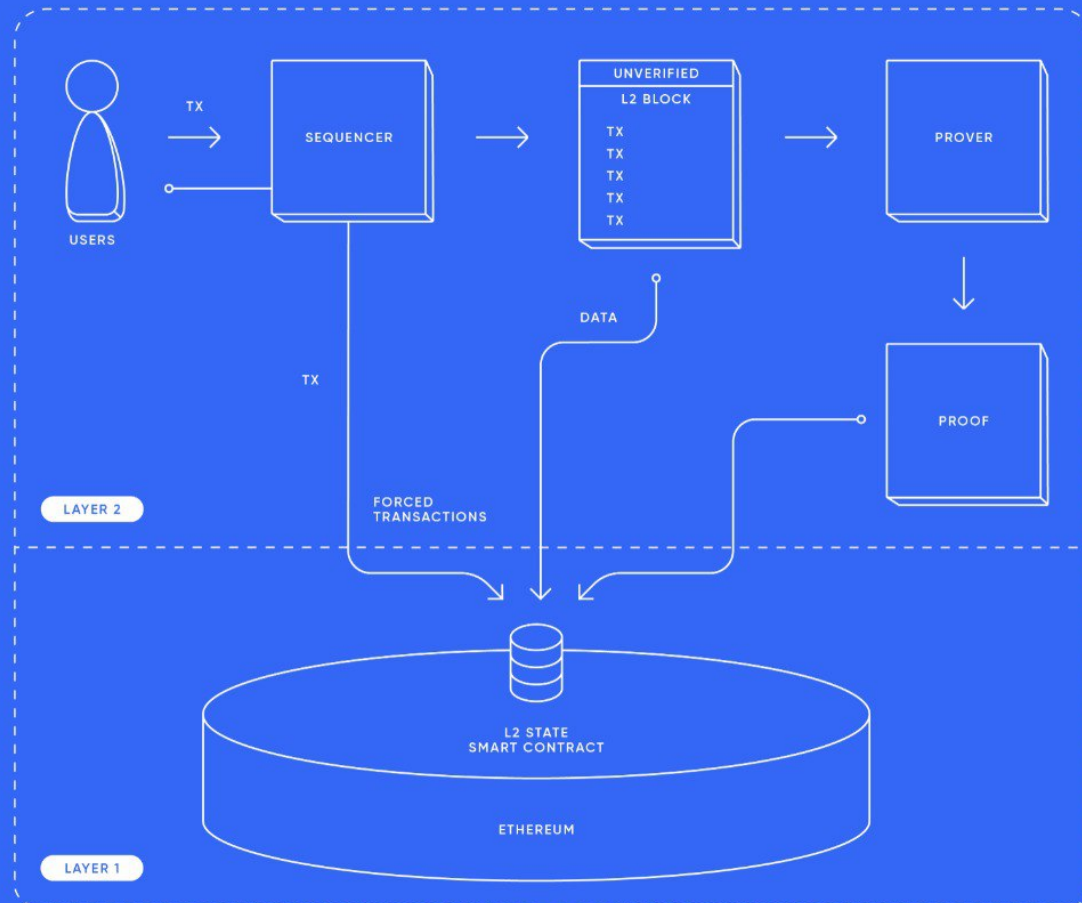 TX
USERS
SEQUENCER
UNVERIFIED
L2 BLOCK
TX
TX
TX
TX
TX
PROVER
DATA
TX
PROOF
FORCED
TRANSACTIONS
LAYER 2
L2 STATE
SMART CONTRACT
ETHEREUM
LAYER 1